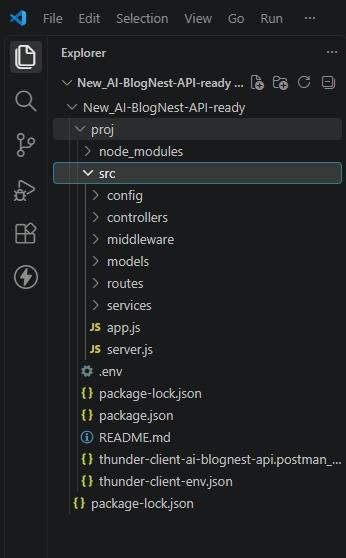 File Edit Selection View Go Run ...
Explorer ...
New_AI-BlogNest-API-ready ...
New_AI-BlogNest-API-ready
proj
node_modules
src
config
controllers
middleware
models
routes
services
JS app.js
JS server.js
.env
{} package-lock.json
{} package.json
README.md
{} thunder-client-ai-blognest-api.postman_...
{} thunder-client-env.json
{} package-lock.json